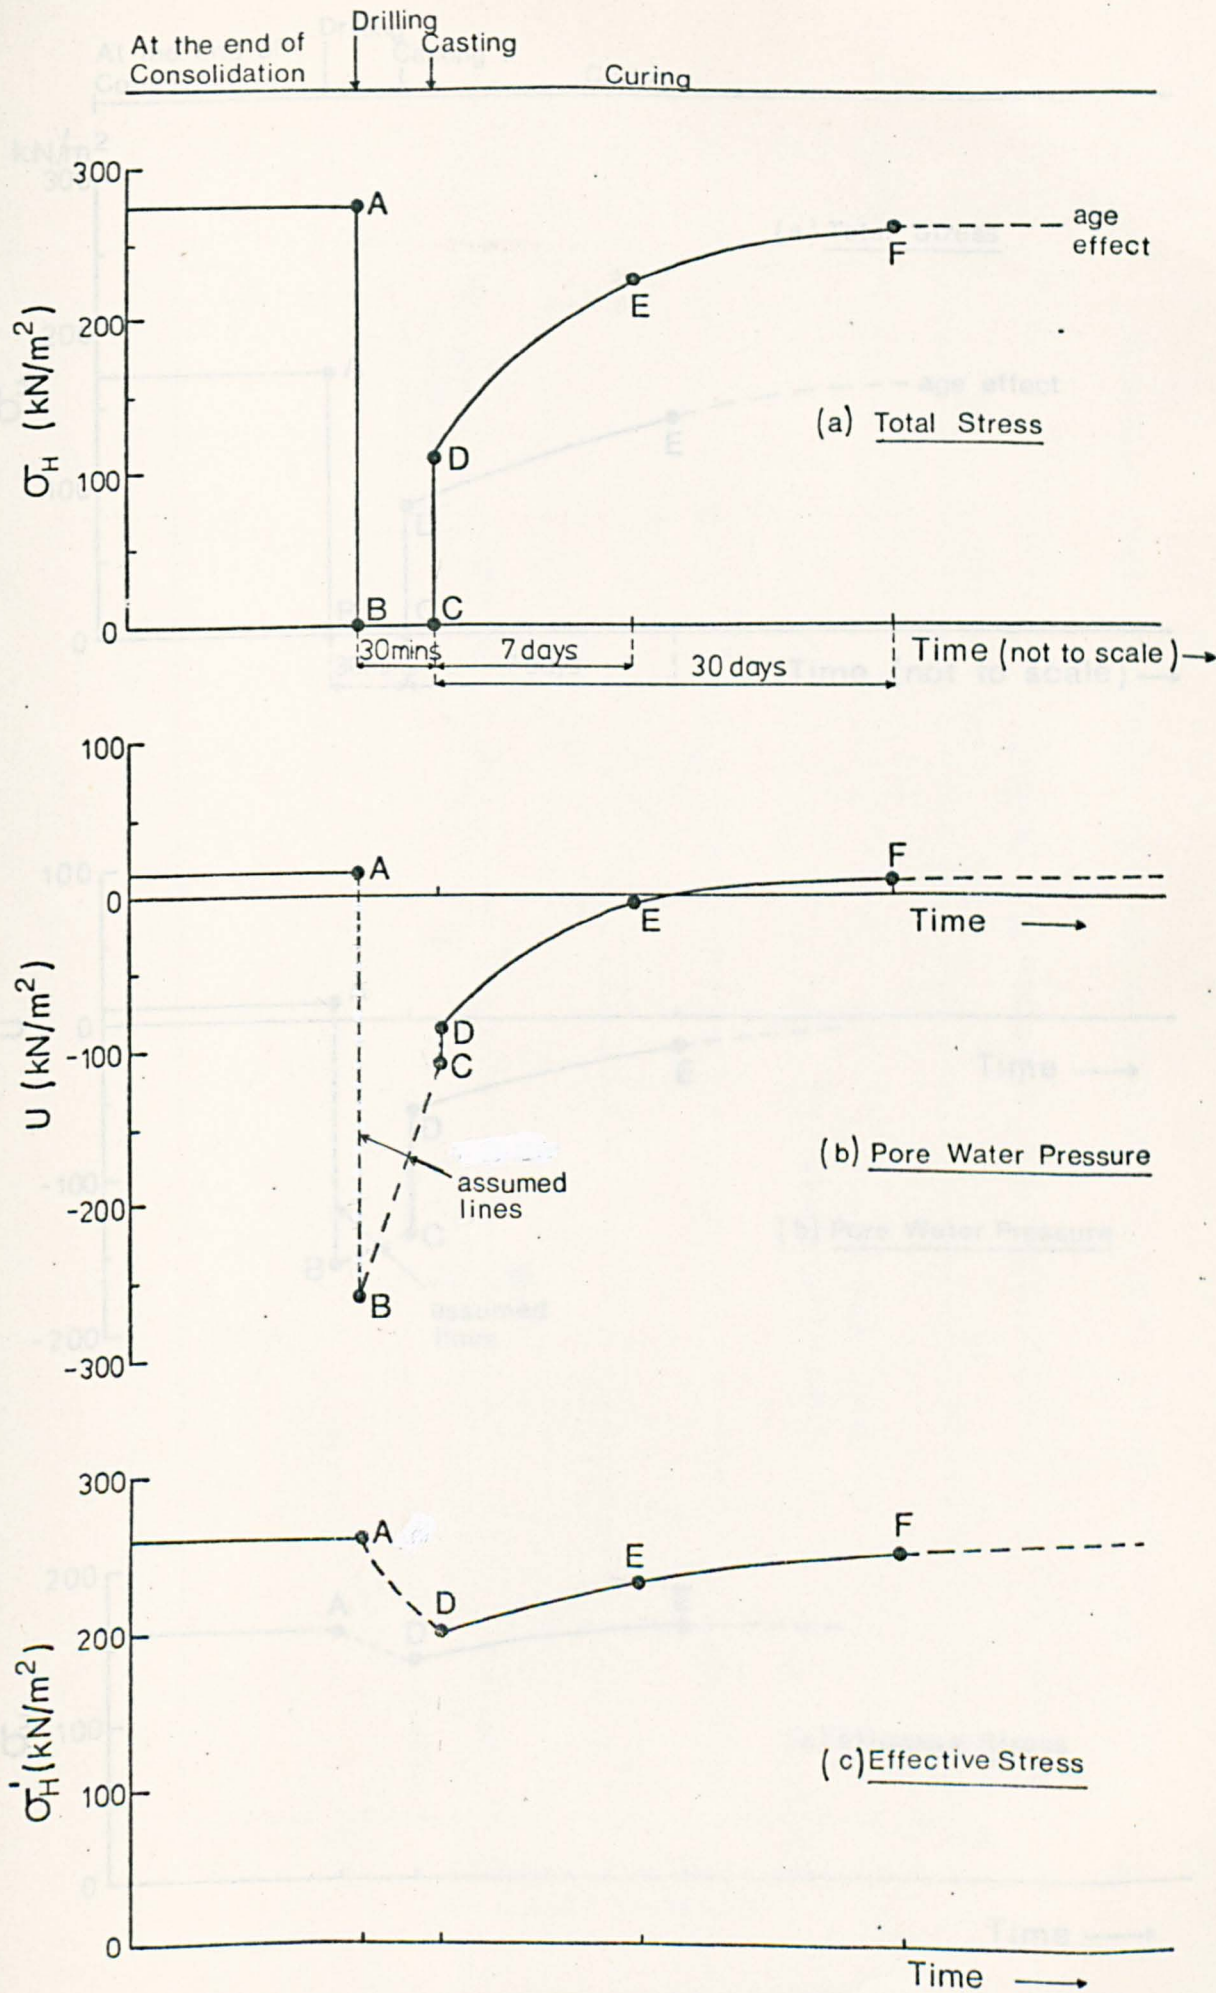 Drilling
At the end of
Consolidation
Casting
Curing
300
200
100
0
σH (kN/m²)
A
B
C
D
E
F
age
effect
(a) Total Stress
30mins
7 days
30 days
Time (not to scale) →
100
0
-100
-200
-300
U (kN/m²)
A
B
C
D
E
F
Time →
assumed
lines
(b) Pore Water Pressure
300
200
100
0
σ'H (kN/m²)
A
D
E
F
(c) Effective Stress
Time →